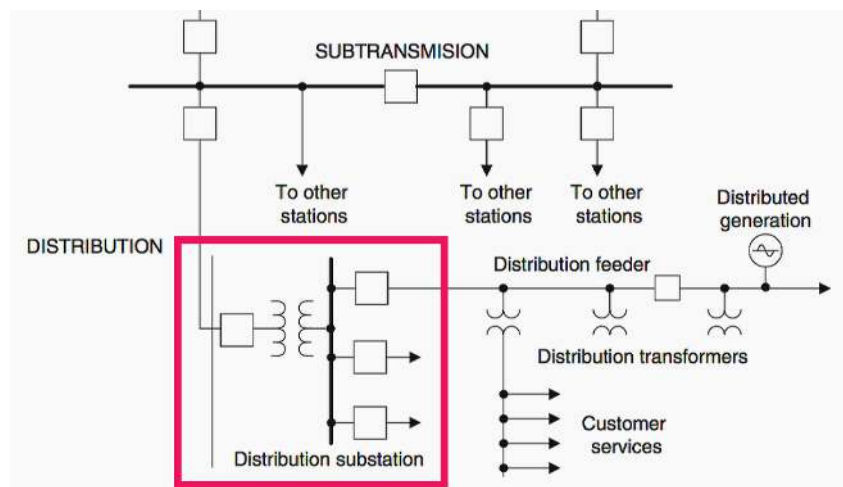 SUBTRANSMISION
To other
stations
To other
stations
To other
stations
Distributed
generation
DISTRIBUTION
Distribution feeder
Distribution transformers
Customer
services
Distribution substation